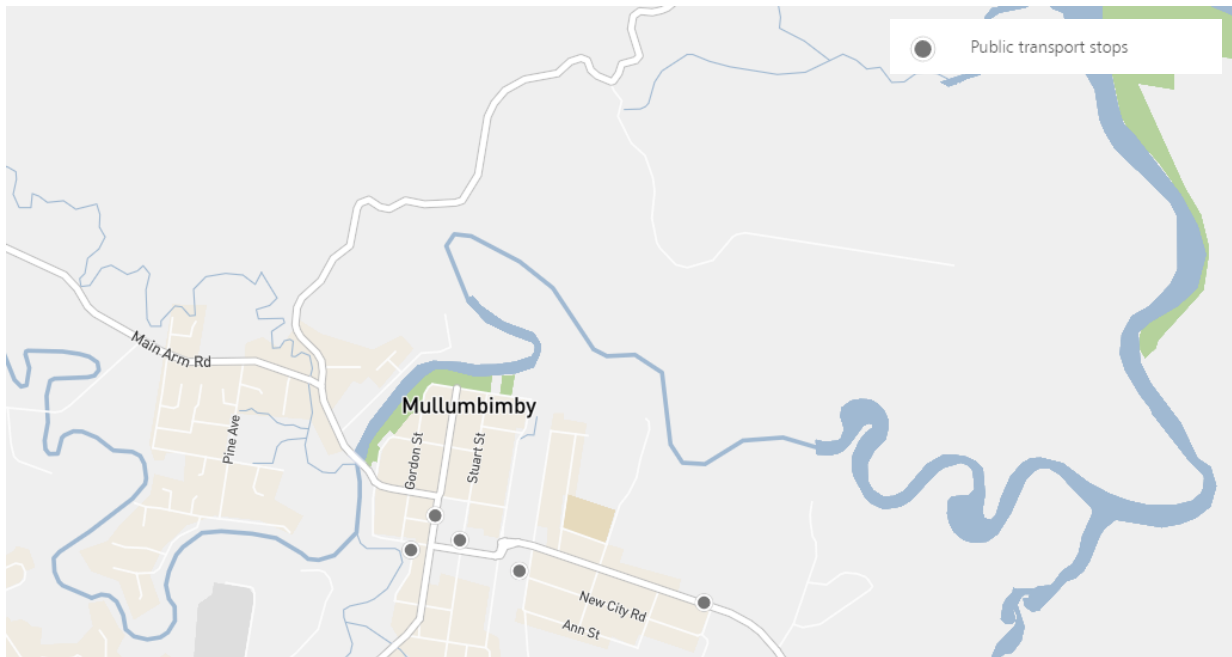 Public transport stops
Main Arm Rd
Mullumbimby
Pine Ave
Gordon St
Stuart St
New City Rd
Ann St